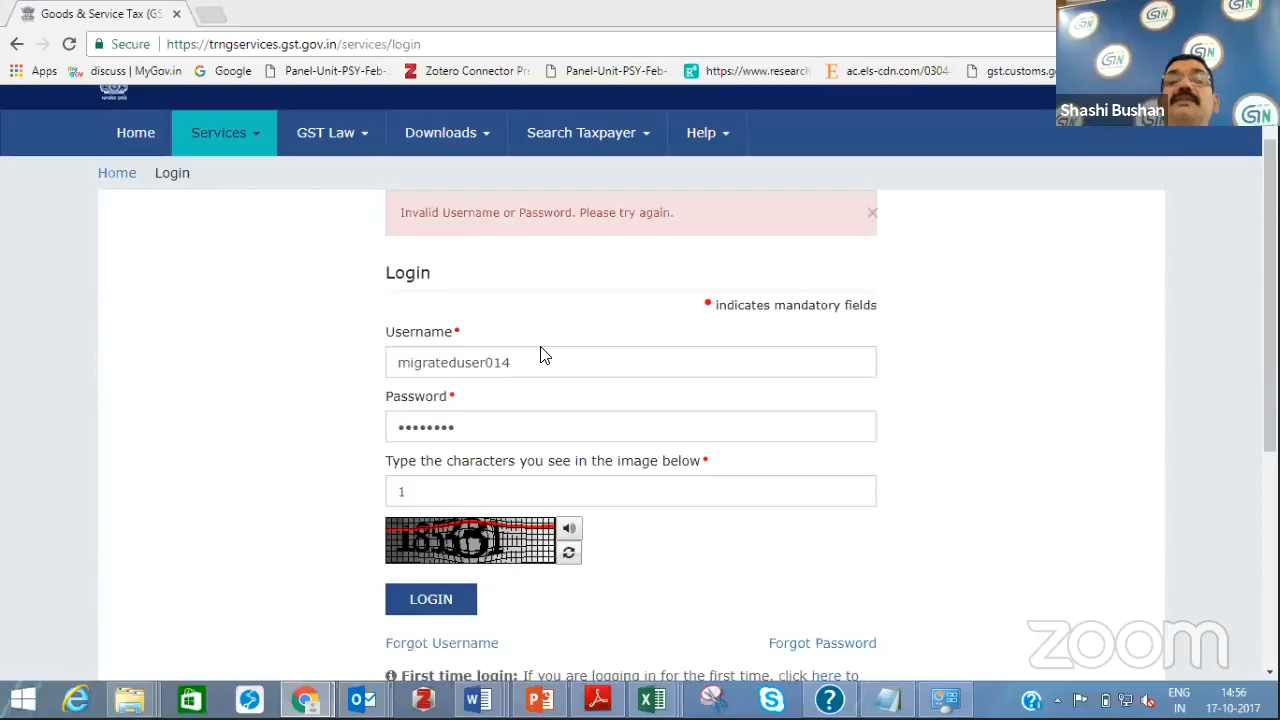 Goods & Service Tax (GS
Secure
https://trngservices.gst.gov.in/services/login
Apps
discuss | MyGov.in
Google
Panel-Unit-PSY-Feb-
Zotero Connector Pr
Panel-Unit-PSY-Feb-
https://www.research
ac.els-cdn.com/0304-
gst.customs.go
Shashi Bushan
Home
Services
GST Law
Downloads
Search Taxpayer
Help
Home
Login
Invalid Username or Password. Please try again.
Login
• indicates mandatory fields
Username•
migrateduser014
Password•
••••••••
Type the characters you see in the image below•
1
LOGIN
Forgot Username
Forgot Password
First time login: If you are logging in for the first time, click here to
zoom
ENG
IN
14:56
17-10-2017